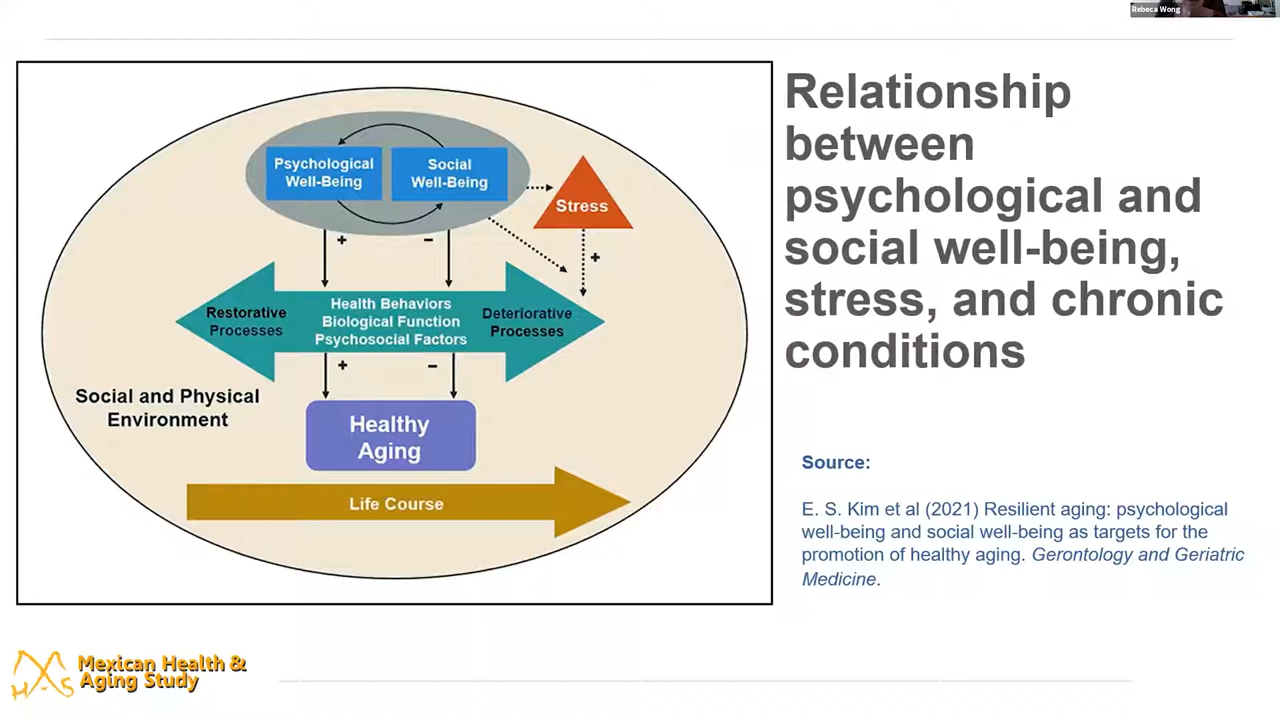 Rebeca Wong
Relationship
between
psychological and
social well-being,
stress, and chronic
conditions
Psychological
Well-Being
Social
Well-Being
Stress
+
−
+
Restorative
Processes
Health Behaviors
Biological Function
Psychosocial Factors
Deteriorative
Processes
+
−
Social and Physical
Environment
Healthy
Aging
Life Course
Source:
E. S. Kim et al (2021) Resilient aging: psychological
well-being and social well-being as targets for the
promotion of healthy aging. Gerontology and Geriatric
Medicine.
Mexican Health &
Aging Study